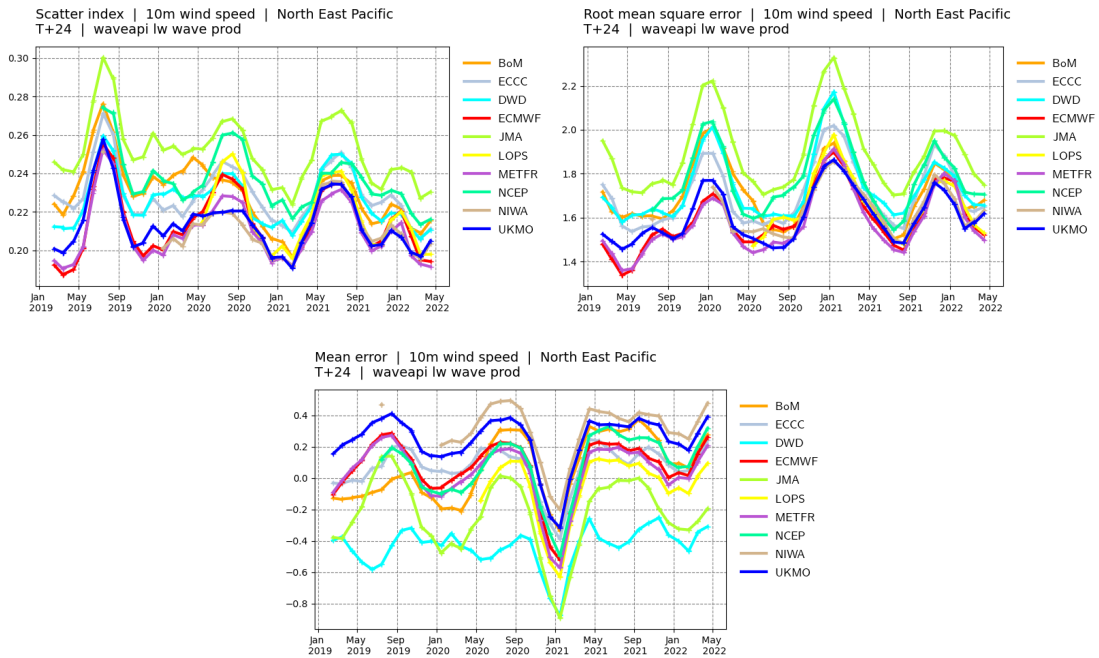 Scatter index | 10m wind speed | North East Pacific
T+24 | waveapi lw wave prod
0.30
0.28
0.26
0.24
0.22
0.20
Jan 2019 May 2019 Sep 2019 Jan 2020 May 2020 Sep 2020 Jan 2021 May 2021 Sep 2021 Jan 2022 May 2022
BoM
ECCC
DWD
ECMWF
JMA
LOPS
METFR
NCEP
NIWA
UKMO
Root mean square error | 10m wind speed | North East Pacific
T+24 | waveapi lw wave prod
2.2
2.0
1.8
1.6
1.4
Jan 2019 May 2019 Sep 2019 Jan 2020 May 2020 Sep 2020 Jan 2021 May 2021 Sep 2021 Jan 2022 May 2022
BoM
ECCC
DWD
ECMWF
JMA
LOPS
METFR
NCEP
NIWA
UKMO
Mean error | 10m wind speed | North East Pacific
T+24 | waveapi lw wave prod
0.4
0.2
0.0
−0.2
−0.4
−0.6
−0.8
Jan 2019 May 2019 Sep 2019 Jan 2020 May 2020 Sep 2020 Jan 2021 May 2021 Sep 2021 Jan 2022 May 2022
BoM
ECCC
DWD
ECMWF
JMA
LOPS
METFR
NCEP
NIWA
UKMO